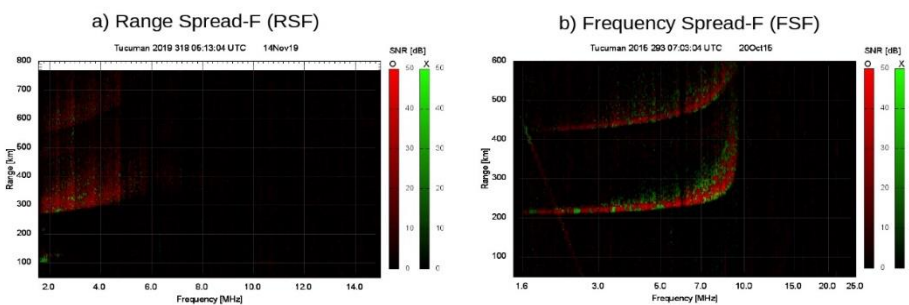 a) Range Spread-F (RSF)
Tucuman 2019 318 05:13:04 UTC 14Nov19
SNR [dB]
O X
800
700
600
500
400
300
200
100
Range [km]
2.0 4.0 6.0 8.0 10.0 12.0 14.0
Frequency [MHz]
50 50
40 40
30 30
20 20
10 10
0 0
b) Frequency Spread-F (FSF)
Tucuman 2015 293 07:03:04 UTC 20Oct15
SNR [dB]
O X
600
500
400
300
200
100
Range [km]
1.6 3.0 5.0 7.0 10.0 15.0 20.0 25.0
Frequency [MHz]
50 50
40 40
30 30
20 20
10 10
0 0